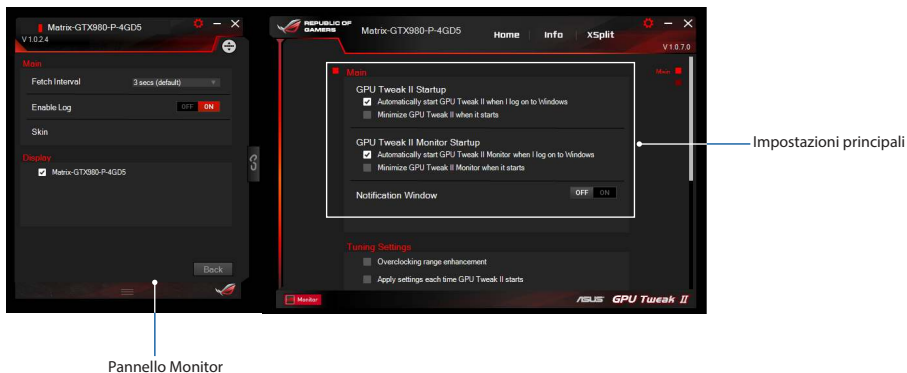 Matrix-GTX980-P-4GD5
V 1.0.2.4
Main
Fetch Interval 3 secs (default)
Enable Log OFF ON
Skin
Display
Matrix-GTX980-P-4GD5
Back
REPUBLIC OF
GAMERS
Matrix-GTX980-P-4GD5
Home Info XSplit
V 1.0.7.0
Main
Main
GPU Tweak II Startup
Automatically start GPU Tweak II when I log on to Windows
Minimize GPU Tweak II when it starts
GPU Tweak II Monitor Startup
Automatically start GPU Tweak II Monitor when I log on to Windows
Minimize GPU Tweak II Monitor when it starts
Notification Window OFF ON
Tuning Settings
Overclocking range enhancement
Apply settings each time GPU Tweak II starts
Monitor
ASUS GPU Tweak II
Impostazioni principali
Pannello Monitor